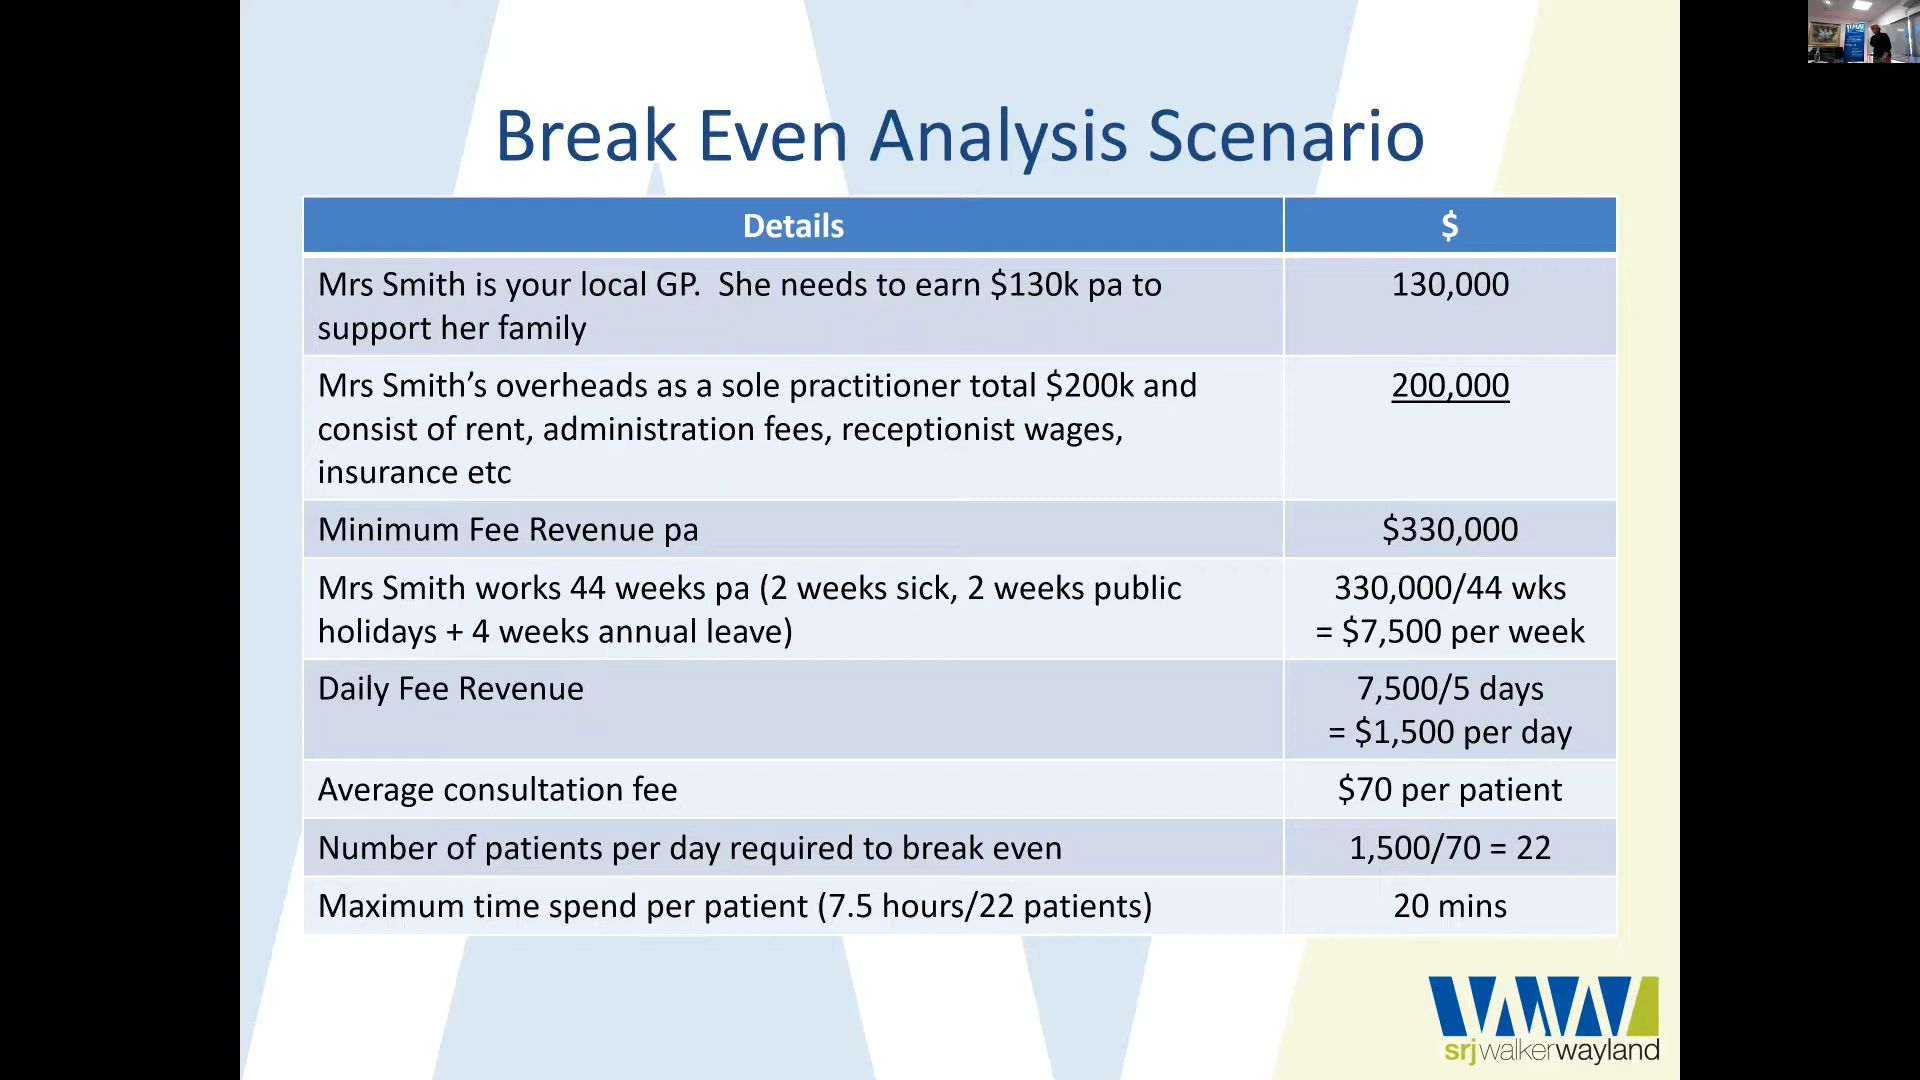 Break Even Analysis Scenario
Details
$
Mrs Smith is your local GP.  She needs to earn $130k pa to
support her family
130,000
Mrs Smith’s overheads as a sole practitioner total $200k and
consist of rent, administration fees, receptionist wages,
insurance etc
200,000
Minimum Fee Revenue pa
$330,000
Mrs Smith works 44 weeks pa (2 weeks sick, 2 weeks public
holidays + 4 weeks annual leave)
330,000/44 wks
= $7,500 per week
Daily Fee Revenue
7,500/5 days
= $1,500 per day
Average consultation fee
$70 per patient
Number of patients per day required to break even
1,500/70 = 22
Maximum time spend per patient (7.5 hours/22 patients)
20 mins
srjwalkerwayland